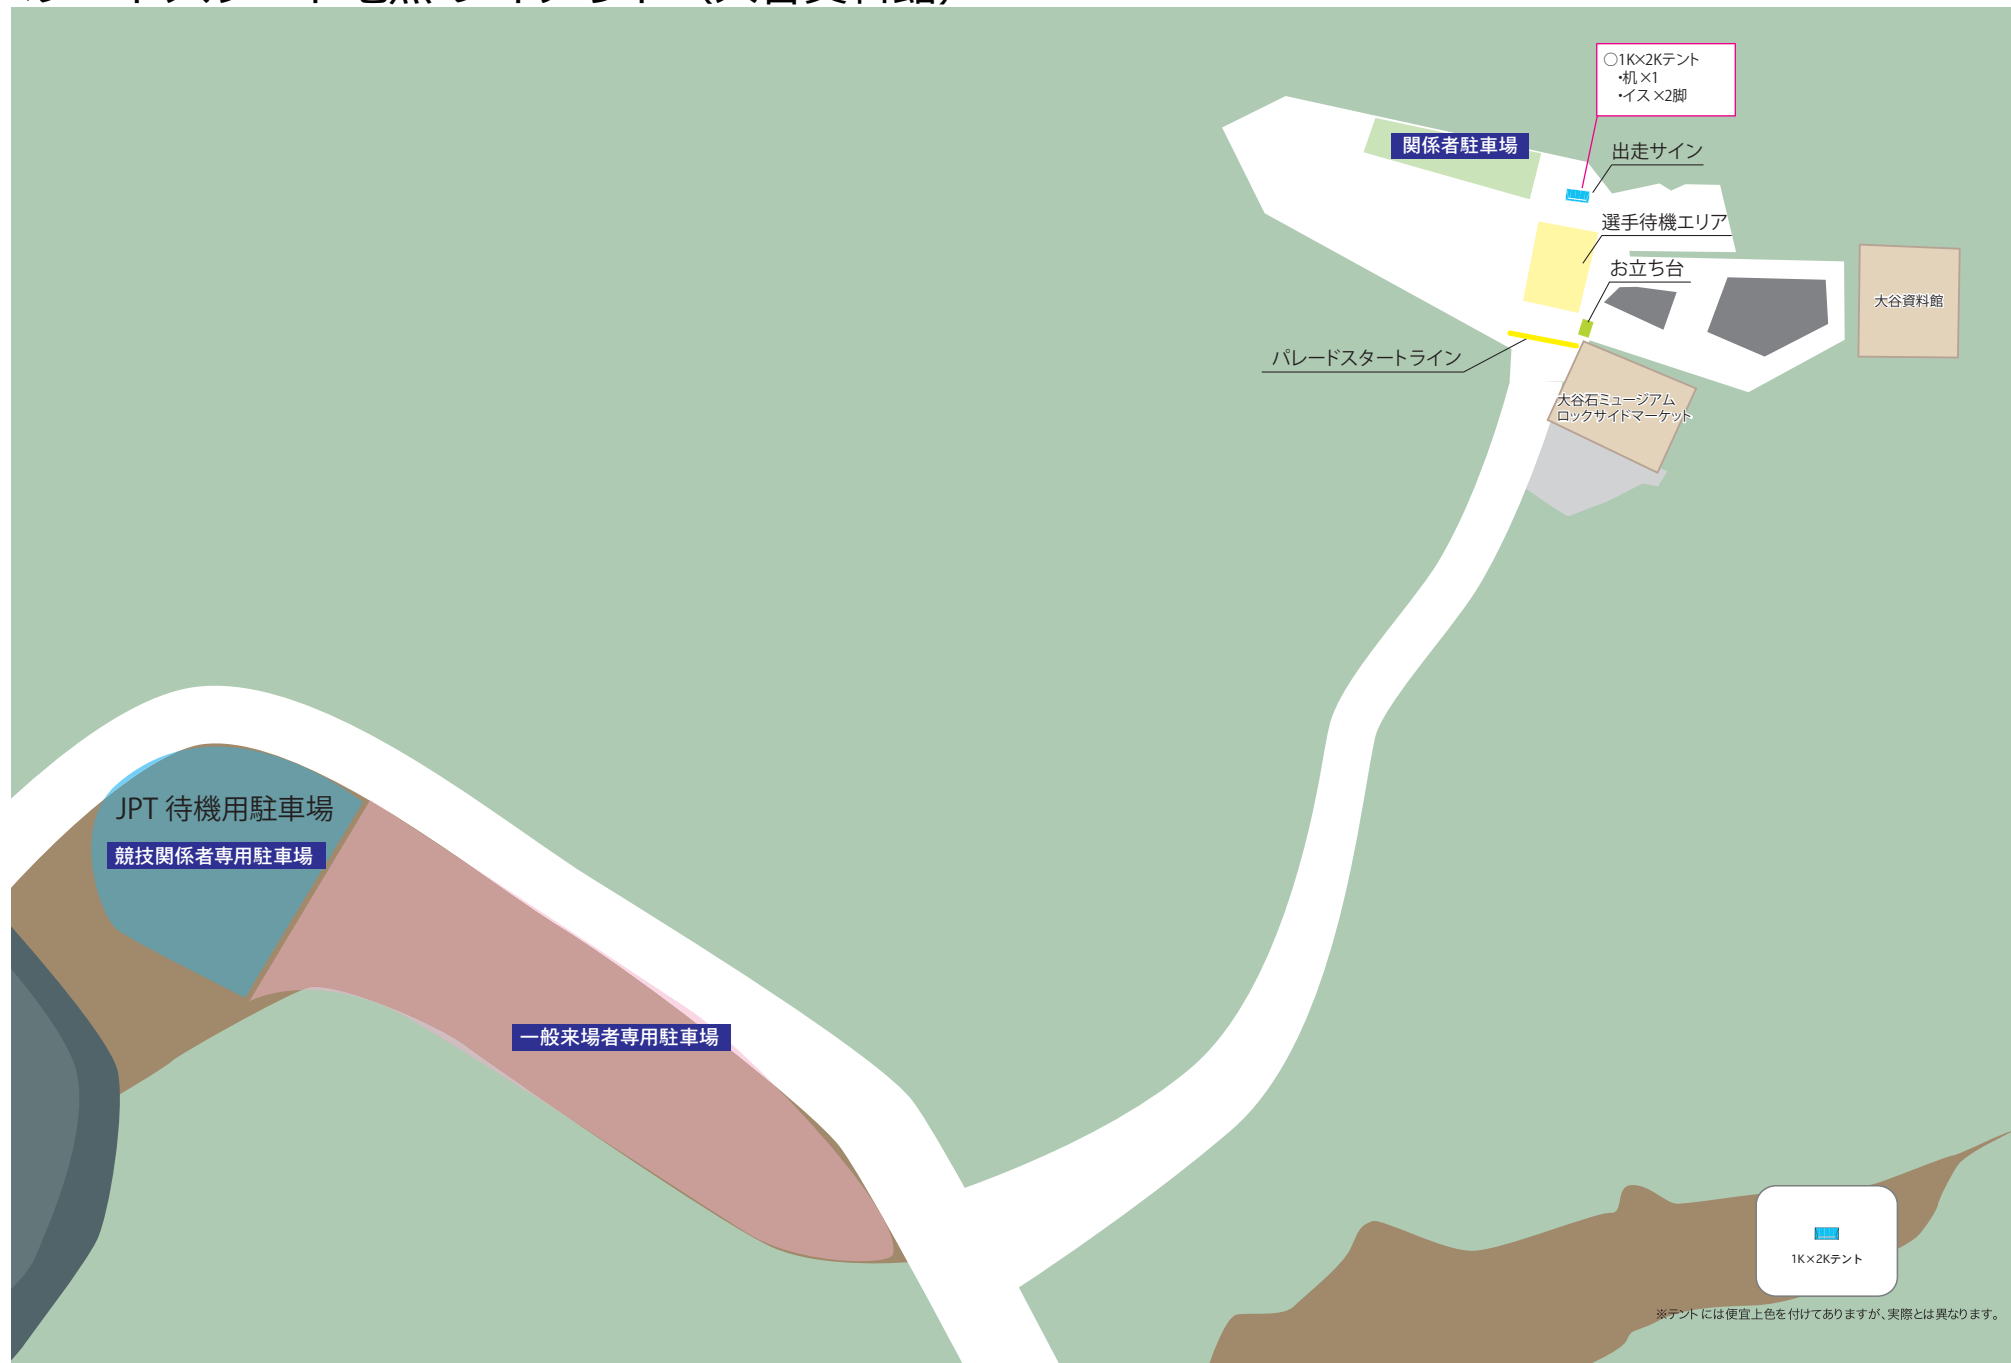 ○1K×2Kテント
・机×1
・イス×2脚
関係者駐車場
出走サイン
選手待機エリア
お立ち台
大谷資料館
パレードスタートライン
大谷石ミュージアム
ロックサイドマーケット
JPT 待機用駐車場
競技関係者専用駐車場
一般来場者専用駐車場
1K×2Kテント
※テントには便宜上色を付けてありますが、実際とは異なります。